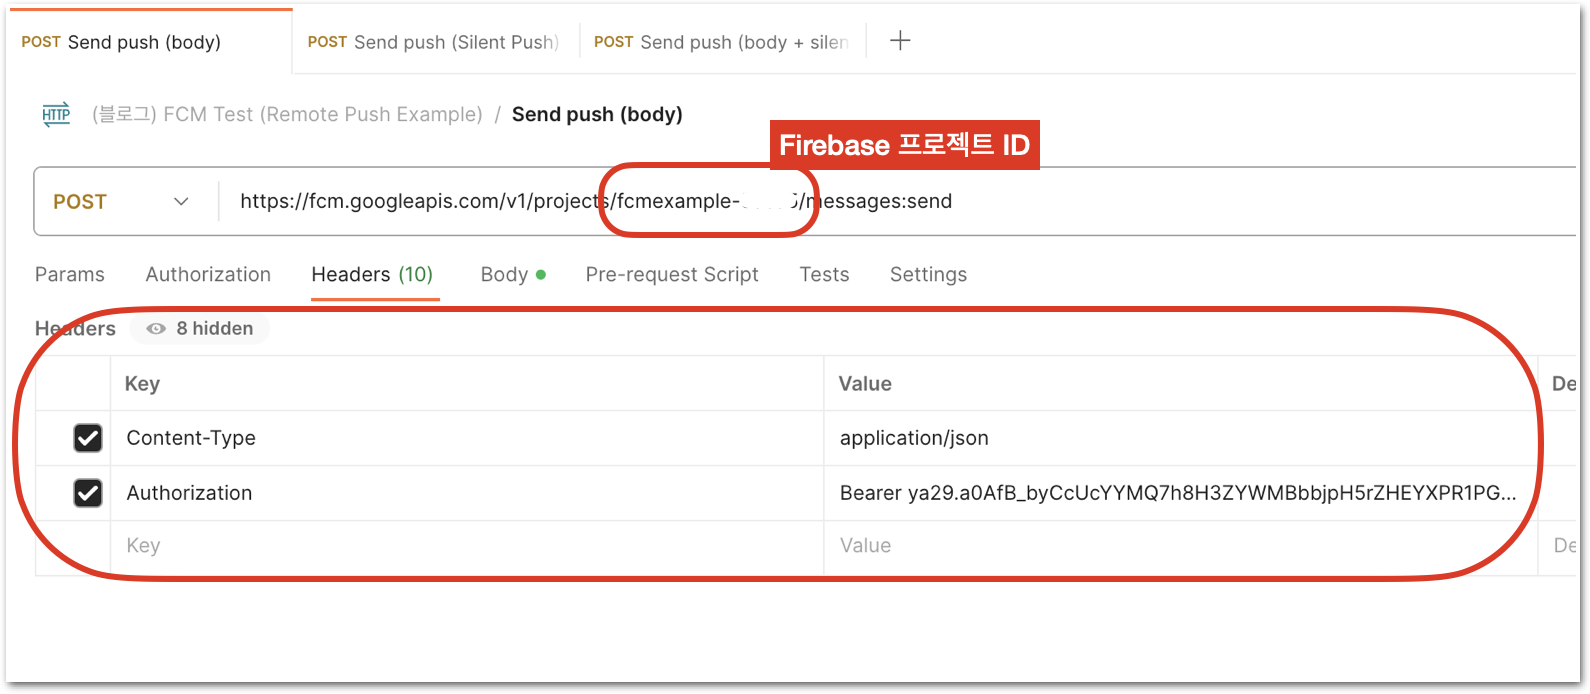 POST Send push (body) POST Send push (Silent Push) POST Send push (body + silen
HTTP (블로그) FCM Test (Remote Push Example) / Send push (body)
Firebase 프로젝트 ID
POST https://fcm.googleapis.com/v1/projects/fcmexample- 5/messages:send
Params Authorization Headers (10) Body Pre-request Script Tests Settings
Headers 8 hidden
Key Value De
Content-Type application/json
Authorization Bearer ya29.a0AfB_byCcUcYYMQ7h8H3ZYWMBbbjpH5rZHEYXPR1PG...
Key Value De